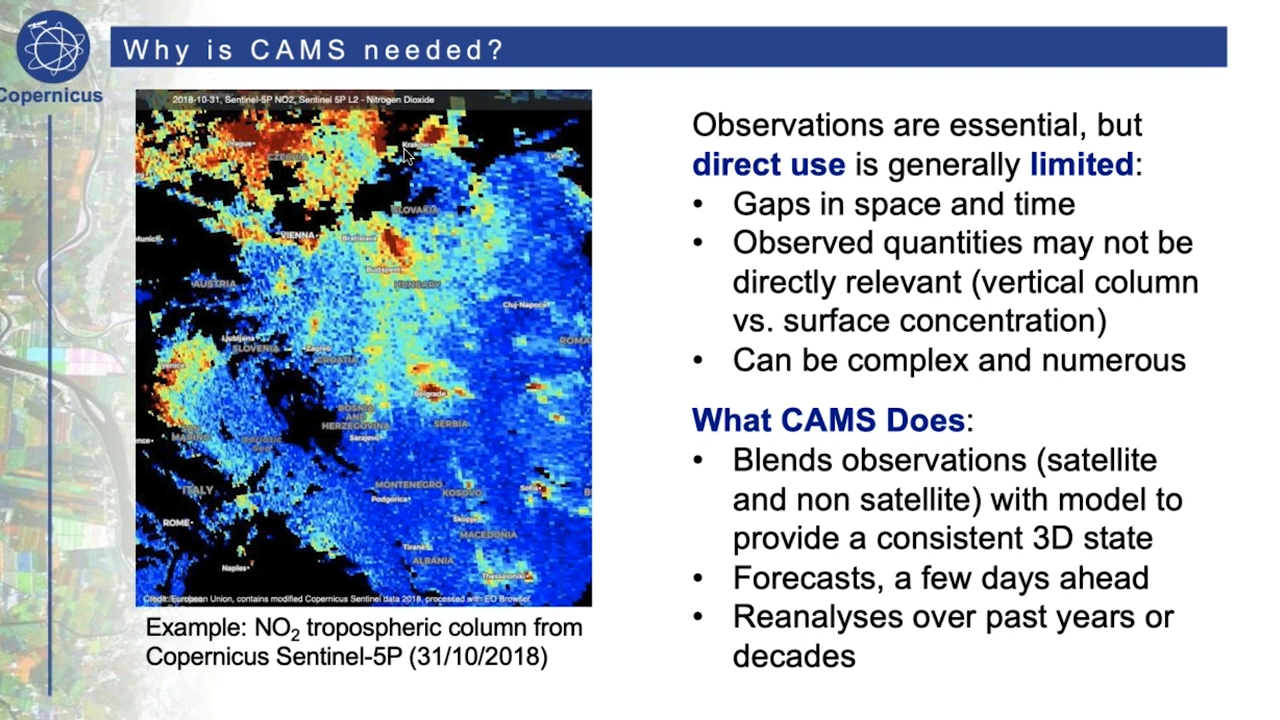 Why is CAMS needed?
Copernicus
2018-10-31, Sentinel-5P NO2, Sentinel 5P L2 - Nitrogen Dioxide
Prague
CZECHIA
Krakow
Lviv
SLOVAKIA
Munich
VIENNA
Bratislava
Budapest
AUSTRIA
HUNGARY
Cluj-Napoca
Ljubljana
SLOVENIA
Zagreb
CROATIA
ROMA
Venice
Belgrade
BOSNIA
AND
HERZEGOVINA
SERBIA
SAN
MARINO
Adriatic
Sea
Sarajevo
nce
ITALY
MONTENEGRO
KOSOVO
Podgorica
Sofia
B
ROME
Skopje
MACEDONIA
Tirana
ALBANIA
Naples
Thessaloniki
Credit: European Union, contains modified Copernicus Sentinel data 2018, processed with EO Browser
Example: NO₂ tropospheric column from
Copernicus Sentinel-5P (31/10/2018)
Observations are essential, but
direct use is generally limited:
• Gaps in space and time
• Observed quantities may not be
directly relevant (vertical column
vs. surface concentration)
• Can be complex and numerous
What CAMS Does:
• Blends observations (satellite
and non satellite) with model to
provide a consistent 3D state
• Forecasts, a few days ahead
• Reanalyses over past years or
decades